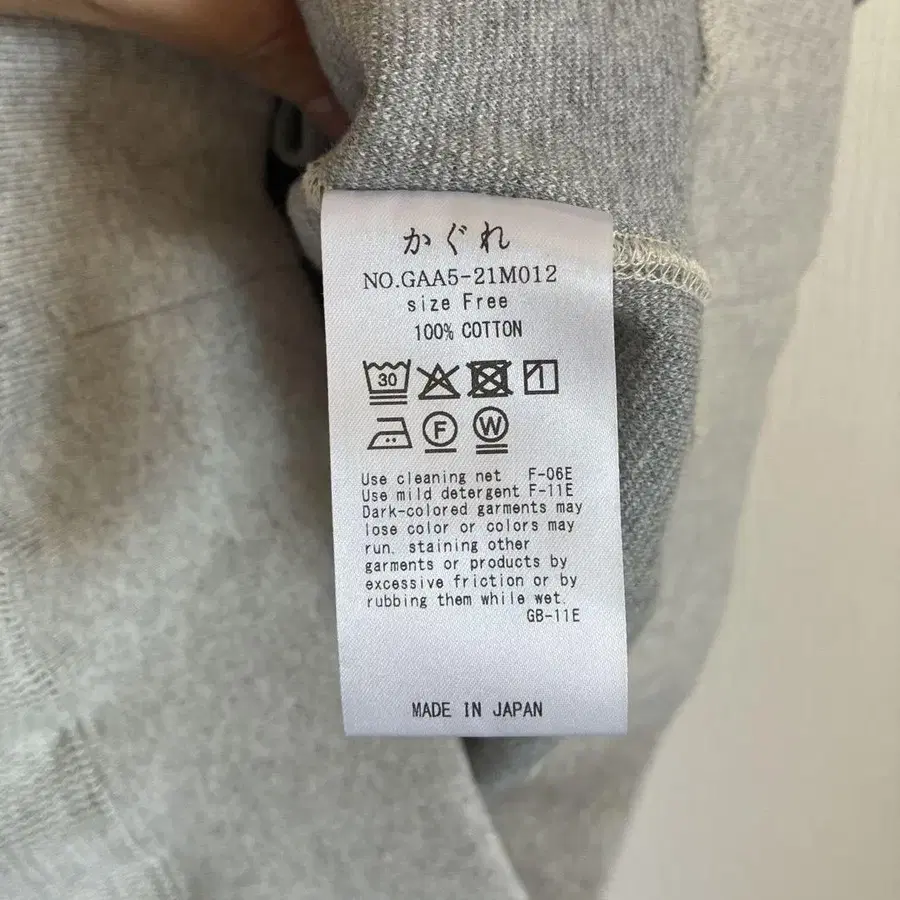 かぐれ
NO.GAA5-21M012
size Free
100% COTTON
30
F W
Use cleaning net F-06E
Use mild detergent F-11E
Dark-colored garments may
lose color or colors may
run. staining other
garments or products by
excessive friction or by
rubbing them while wet.
GB-11E
MADE IN JAPAN